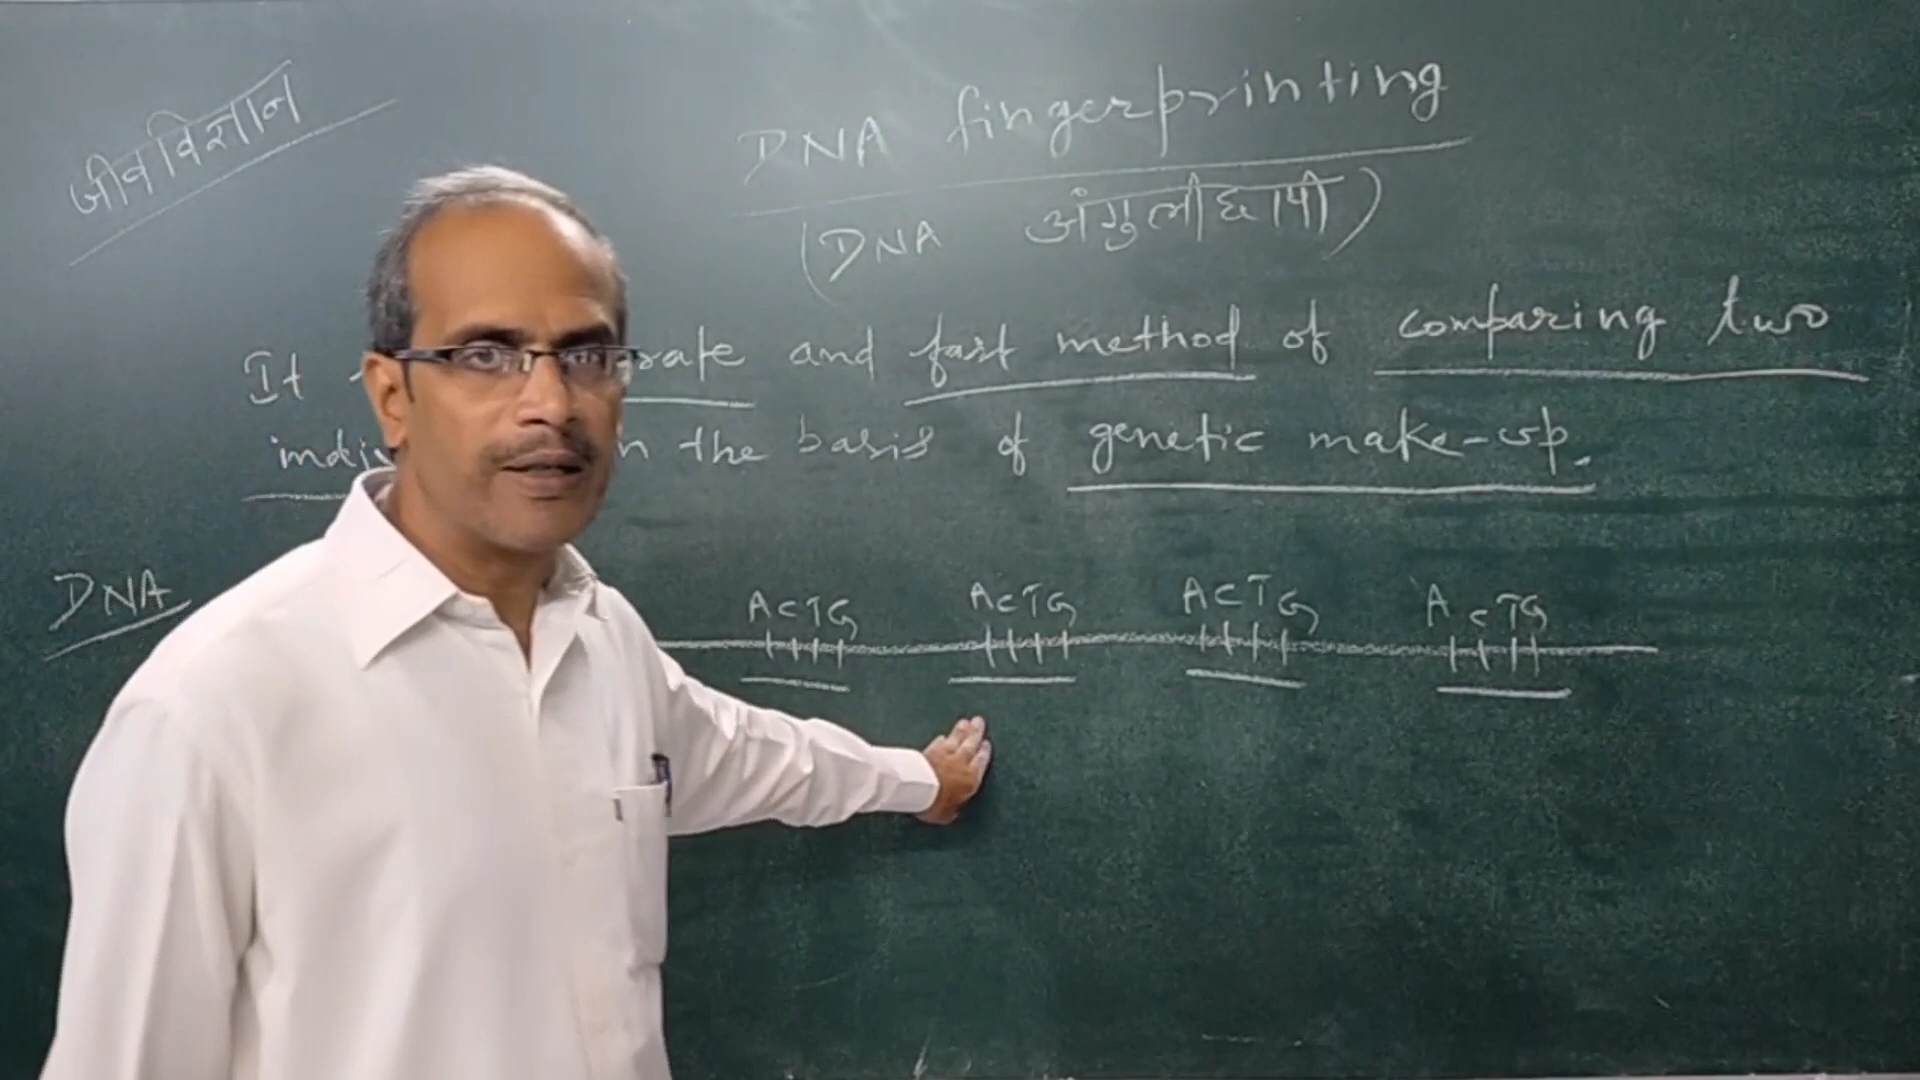 जीव विज्ञान
DNA fingerprinting
(DNA अंगुलीछापी)
It and fast method of comparing two
the basis of genetic make-up.
DNA
ACTG ACTG ACTG ACTG